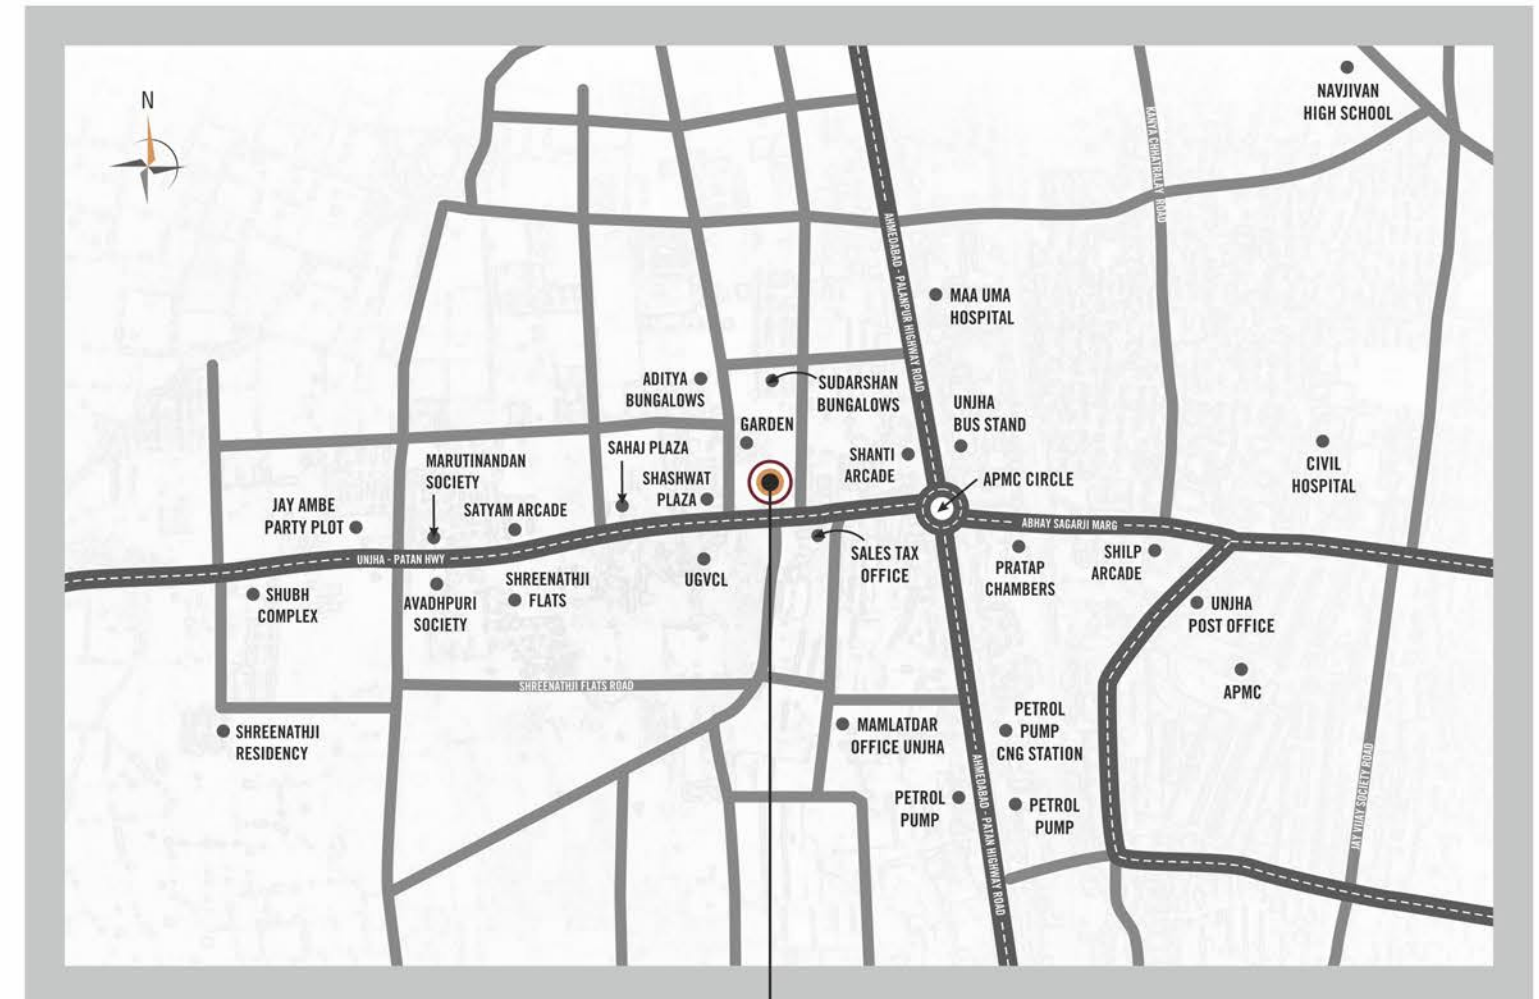 N
NAVJIVAN
HIGH SCHOOL
KANYA CHHATRALAY ROAD
AHMEDABAD - PALANPUR HIGHWAY ROAD
MAA UMA
HOSPITAL
ADITYA
BUNGALOWS
SUDARSHAN
BUNGALOWS
GARDEN
UNJHA
BUS STAND
SAHAJ PLAZA
SHANTI
ARCADE
MARUTINANDAN
SOCIETY
SHASHWAT
PLAZA
APMC CIRCLE
CIVIL
HOSPITAL
JAY AMBE
PARTY PLOT
SATYAM ARCADE
ABHAY SAGARJI MARG
UNJHA - PATAN HWY
SALES TAX
OFFICE
SHILP
ARCADE
PRATAP
CHAMBERS
UGVCL
SHREENATHJI
FLATS
SHUBH
COMPLEX
AVADHPURI
SOCIETY
UNJHA
POST OFFICE
SHREENATHJI FLATS ROAD
APMC
SHREENATHJI
RESIDENCY
MAMLATDAR
OFFICE UNJHA
PETROL
PUMP
CNG STATION
PETROL
PUMP
PETROL
PUMP
AHMEDABAD - PATAN HIGHWAY ROAD
JAY VIJAY SOCIETY ROAD